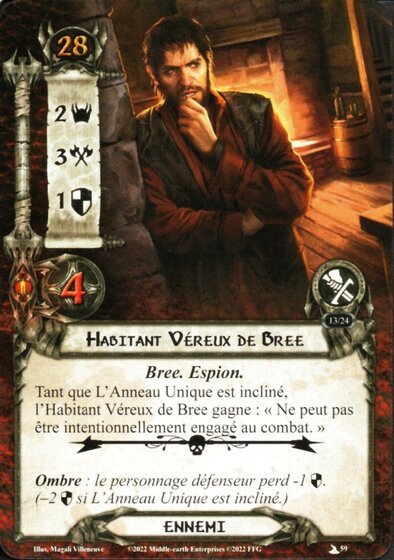 28
2
3
1
4
13/24
Habitant Véreux de Bree
Bree. Espion.
Tant que L'Anneau Unique est incliné,
l'Habitant Véreux de Bree gagne : « Ne peut pas
être intentionnellement engagé au combat. »
Ombre : le personnage défenseur perd -1 .
(–2 si L'Anneau Unique est incliné.)
ENNEMI
Illus. Magali Villeneuve ©2022 Middle-earth Enterprises ©2022 FFG 59